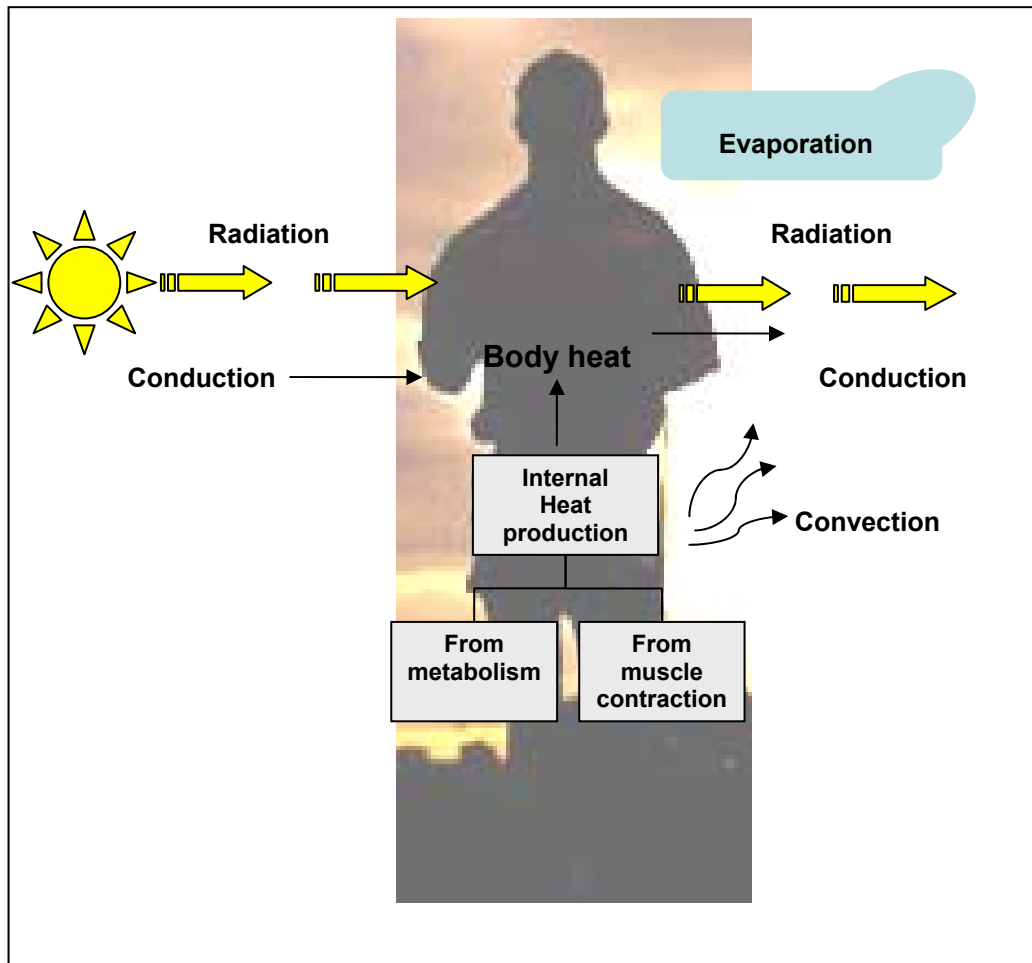 Evaporation
Radiation
Radiation
Body heat
Conduction
Conduction
Internal
Heat
production
Convection
From
metabolism
From
muscle
contraction